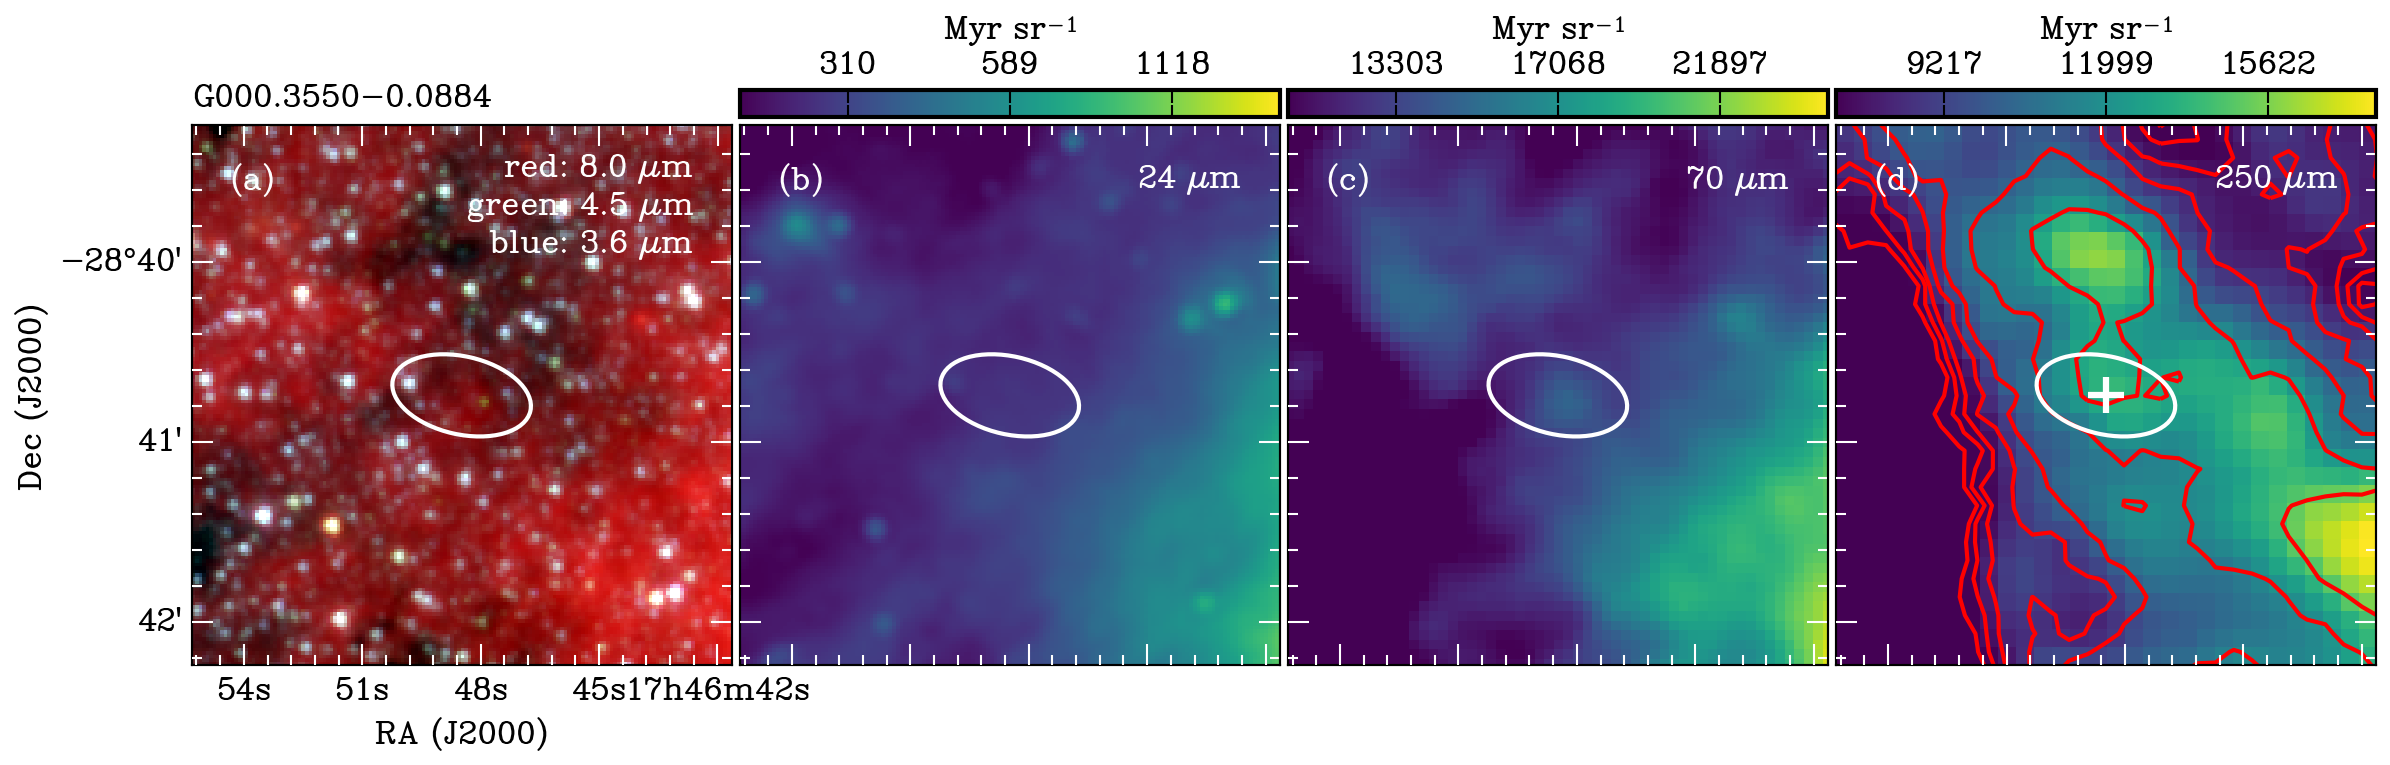 Myr sr⁻¹ Myr sr⁻¹ Myr sr⁻¹
310 589 1118 13303 17068 21897 9217 11999 15622
G000.3550−0.0884
(a) red: 8.0 μm
green: 4.5 μm
blue: 3.6 μm
(b) 24 μm
(c) 70 μm
(d) 250 μm
−28°40'
41'
42'
Dec (J2000)
54s 51s 48s 45s17h46m42s
RA (J2000)